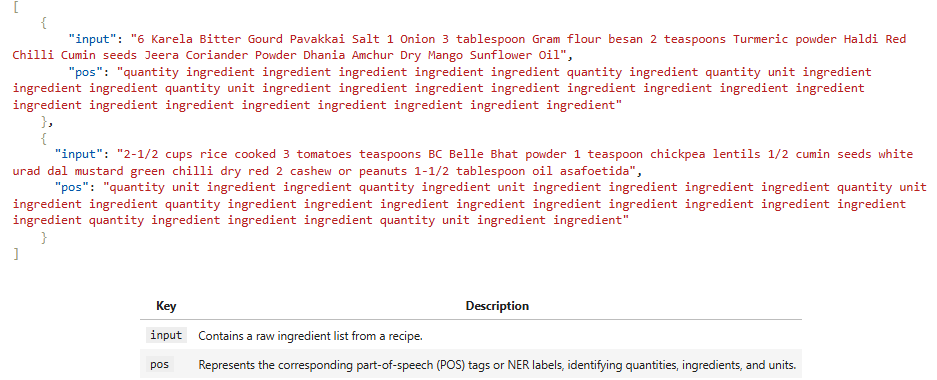 [
{
"input": "6 Karela Bitter Gourd Pavakkai Salt 1 Onion 3 tablespoon Gram flour besan 2 teaspoons Turmeric powder Haldi Red
Chilli Cumin seeds Jeera Coriander Powder Dhania Amchur Dry Mango Sunflower Oil",
"pos": "quantity ingredient ingredient ingredient ingredient ingredient quantity ingredient quantity unit ingredient
ingredient ingredient quantity unit ingredient ingredient ingredient ingredient ingredient ingredient ingredient ingredient
ingredient ingredient ingredient ingredient ingredient ingredient ingredient ingredient"
},
{
"input": "2-1/2 cups rice cooked 3 tomatoes teaspoons BC Belle Bhat powder 1 teaspoon chickpea lentils 1/2 cumin seeds white
urad dal mustard green chilli dry red 2 cashew or peanuts 1-1/2 tablespoon oil asafoetida",
"pos": "quantity unit ingredient ingredient quantity ingredient unit ingredient ingredient ingredient ingredient quantity unit
ingredient ingredient quantity ingredient ingredient ingredient ingredient ingredient ingredient ingredient ingredient ingredient
ingredient quantity ingredient ingredient ingredient quantity unit ingredient ingredient"
}
]
Key Description
input Contains a raw ingredient list from a recipe.
pos Represents the corresponding part-of-speech (POS) tags or NER labels, identifying quantities, ingredients, and units.